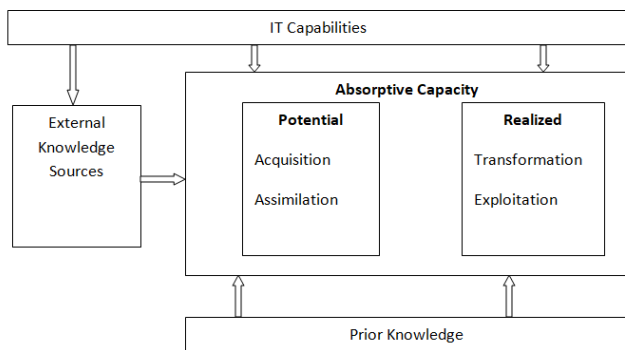 IT Capabilities
External
Knowledge
Sources
Absorptive Capacity
Potential
Acquisition
Assimilation
Realized
Transformation
Exploitation
Prior Knowledge